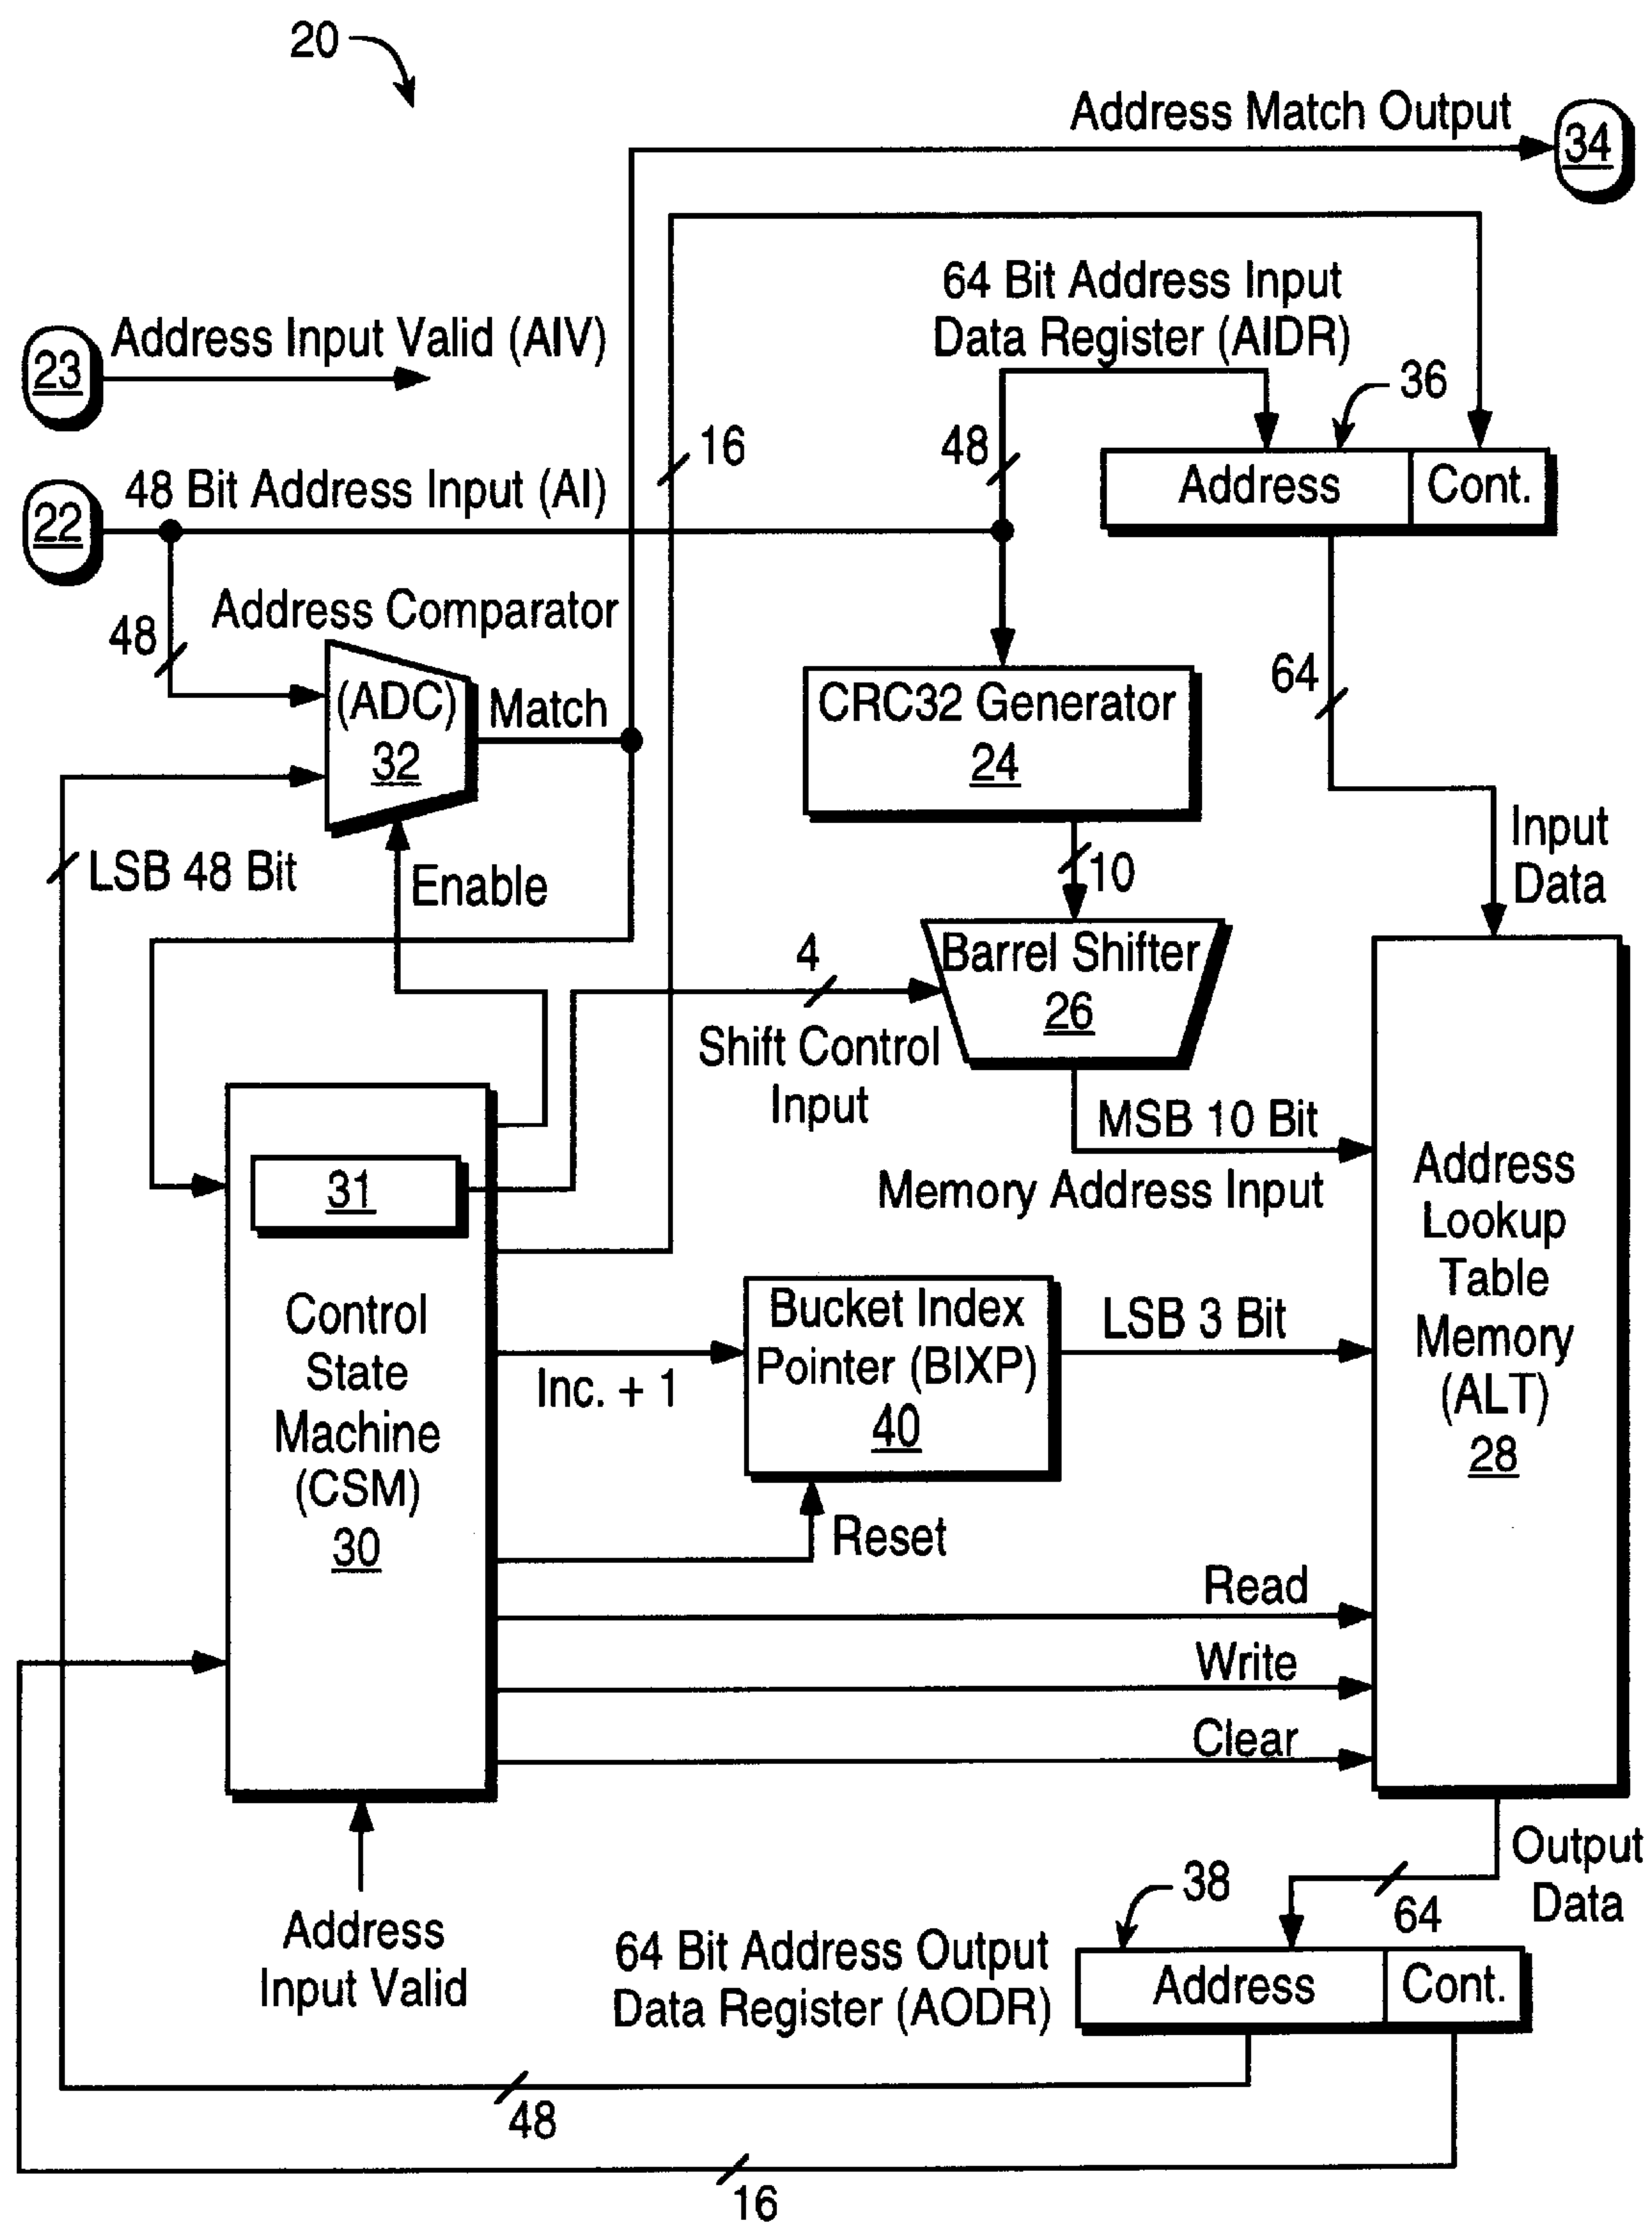 20
Address Match Output
34
64 Bit Address Input
Data Register (AIDR)
Address Input Valid (AIV)
23
36
16
48
48 Bit Address Input (AI)
22
Address
Cont.
Address Comparator
48
64
(ADC)
32
Match
CRC32 Generator
24
Input
Data
LSB 48 Bit
Enable
10
4
Barrel Shifter
26
Shift Control
Input
MSB 10 Bit
Memory Address Input
31
Address
Lookup
Table
Memory
(ALT)
28
Control
State
Machine
(CSM)
30
Bucket Index
Pointer (BIXP)
40
LSB 3 Bit
Inc. + 1
Reset
Read
Write
Clear
Output
Data
64
38
Address
Input Valid
64 Bit Address Output
Data Register (AODR)
Address
Cont.
48
16